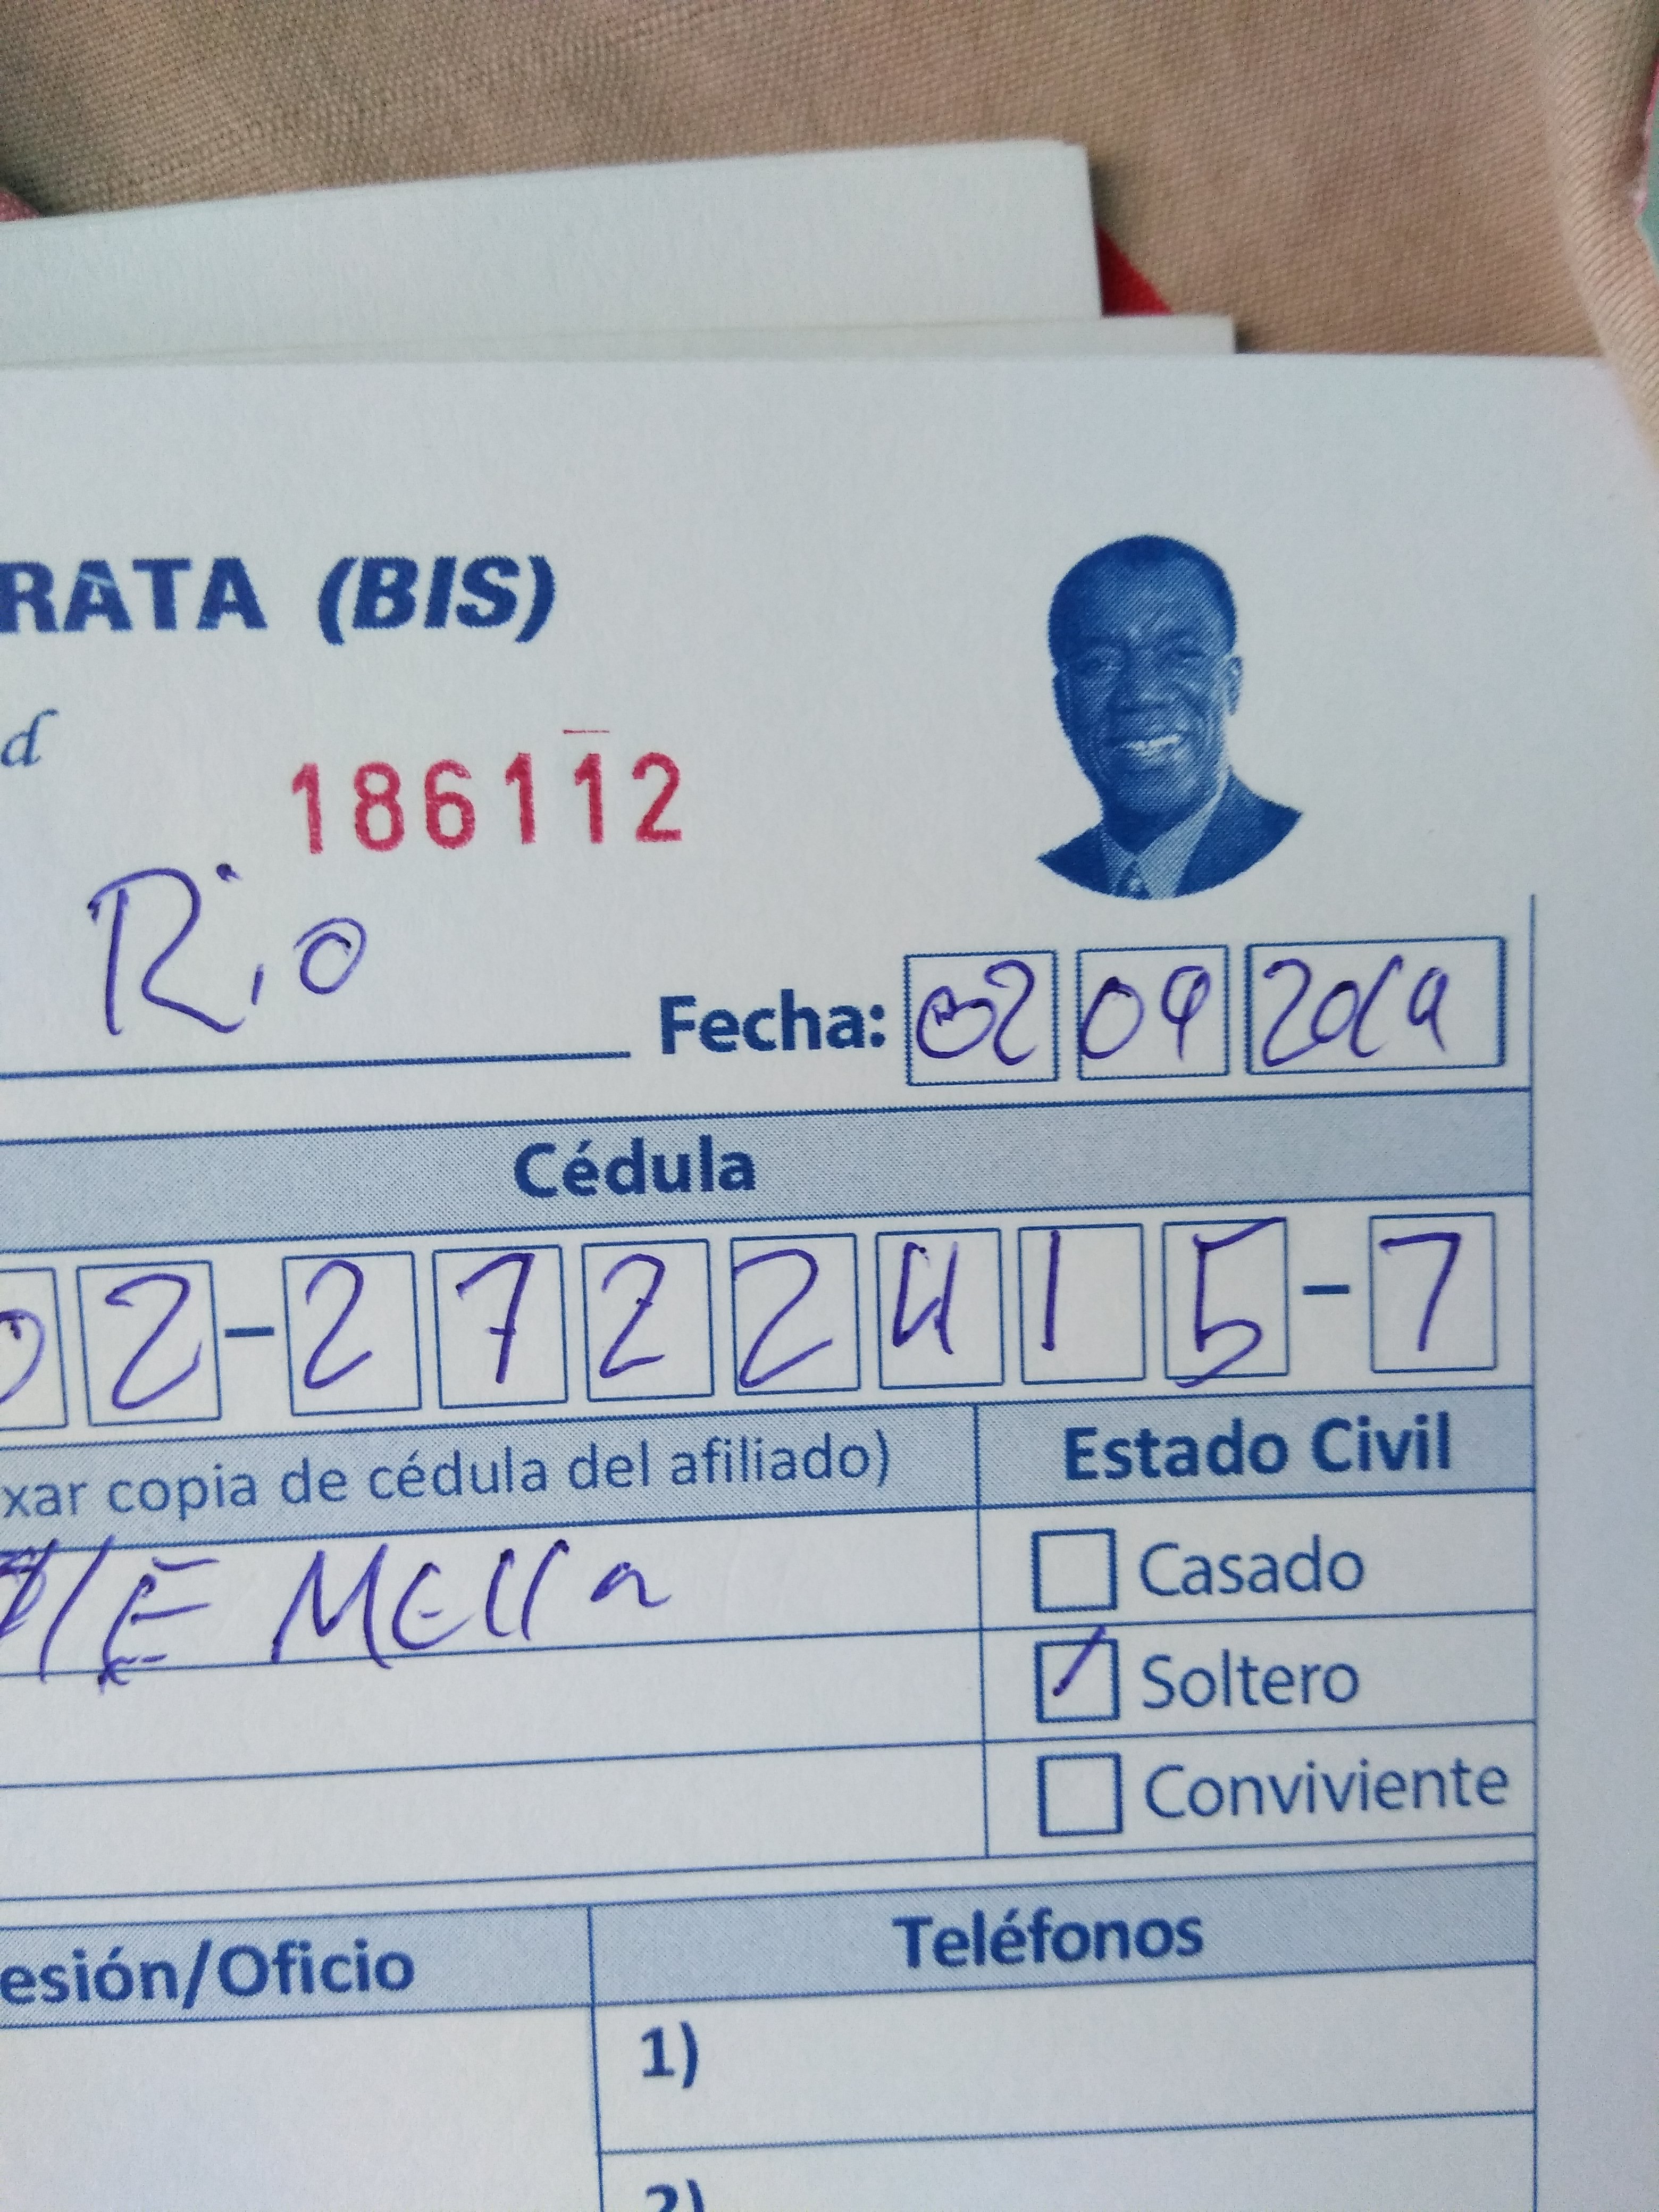 RATA (BIS)
d
186112
Rio
Fecha: 02 09 2019
Cédula
02-2722415-7
xar copia de cédula del afiliado)
Estado Civil
Mella
Casado
Soltero
Conviviente
esión/Oficio
Teléfonos
1)
2)